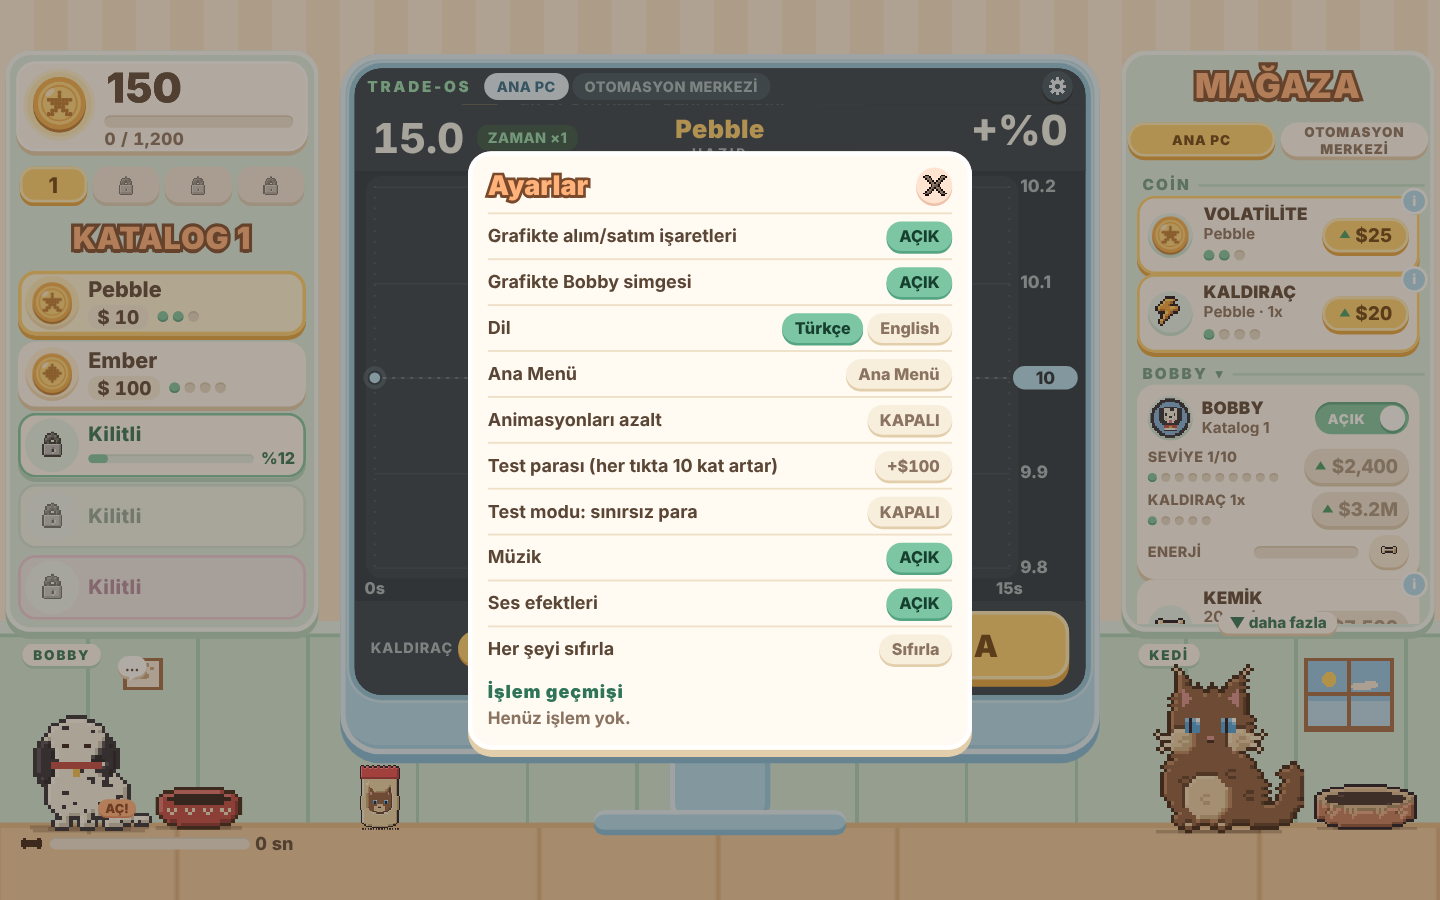 150
0 / 1,200
1
KATALOG 1
Pebble
$ 10
Ember
$ 100
Kilitli
%12
Kilitli
Kilitli
TRADE-OS
ANA PC
OTOMASYON MERKEZİ
15.0
ZAMAN ×1
Pebble
+%0
10.2
10.1
10
9.9
9.8
0s
15s
KALDIRAÇ
A
Ayarlar
Grafikte alım/satım işaretleri
AÇIK
Grafikte Bobby simgesi
AÇIK
Dil
Türkçe
English
Ana Menü
Ana Menü
Animasyonları azalt
KAPALI
Test parası (her tıkta 10 kat artar)
+$100
Test modu: sınırsız para
KAPALI
Müzik
AÇIK
Ses efektleri
AÇIK
Her şeyi sıfırla
Sıfırla
İşlem geçmişi
Henüz işlem yok.
MAĞAZA
ANA PC
OTOMASYON
MERKEZİ
COİN
i
VOLATİLİTE
Pebble
▲ $25
i
KALDIRAÇ
Pebble · 1x
▲ $20
BOBBY ▼
BOBBY
Katalog 1
AÇIK
SEVİYE 1/10
▲ $2,400
KALDIRAÇ 1x
▲ $3.2M
ENERJİ
i
KEMİK
▼ daha fazla
BOBBY
...
AÇ!
0 sn
KEDİ